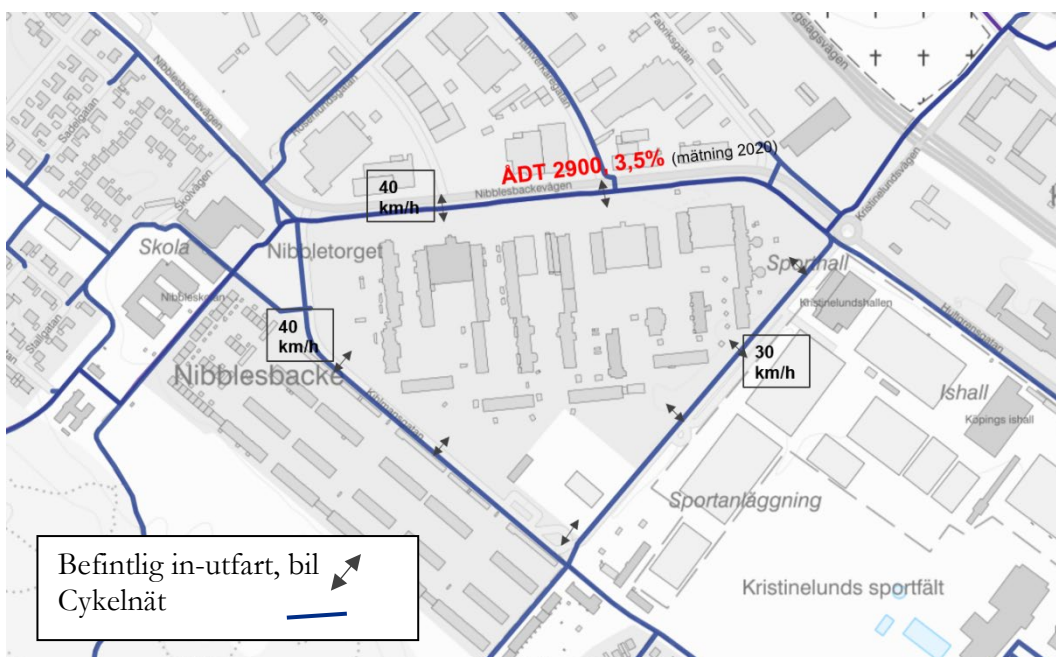 Nibblesbackevägen
Hantverkaregatan
Fabriksgatan
Sadelgatan
Skolvägen
ÅDT 2900, 3,5% (mätning 2020)
40
km/h
Nibblesbackevägen
Kristinelundsvägen
Skola
Nibbletorget
Sporthall
Nibbleskolan
Kristinelundshallen
40
km/h
30
km/h
Stallgatan
Nibblesbacke
Ishall
Köpings ishall
Sportanläggning
Befintlig in-utfart, bil
Cykelnät
Kristinelunds sportfält